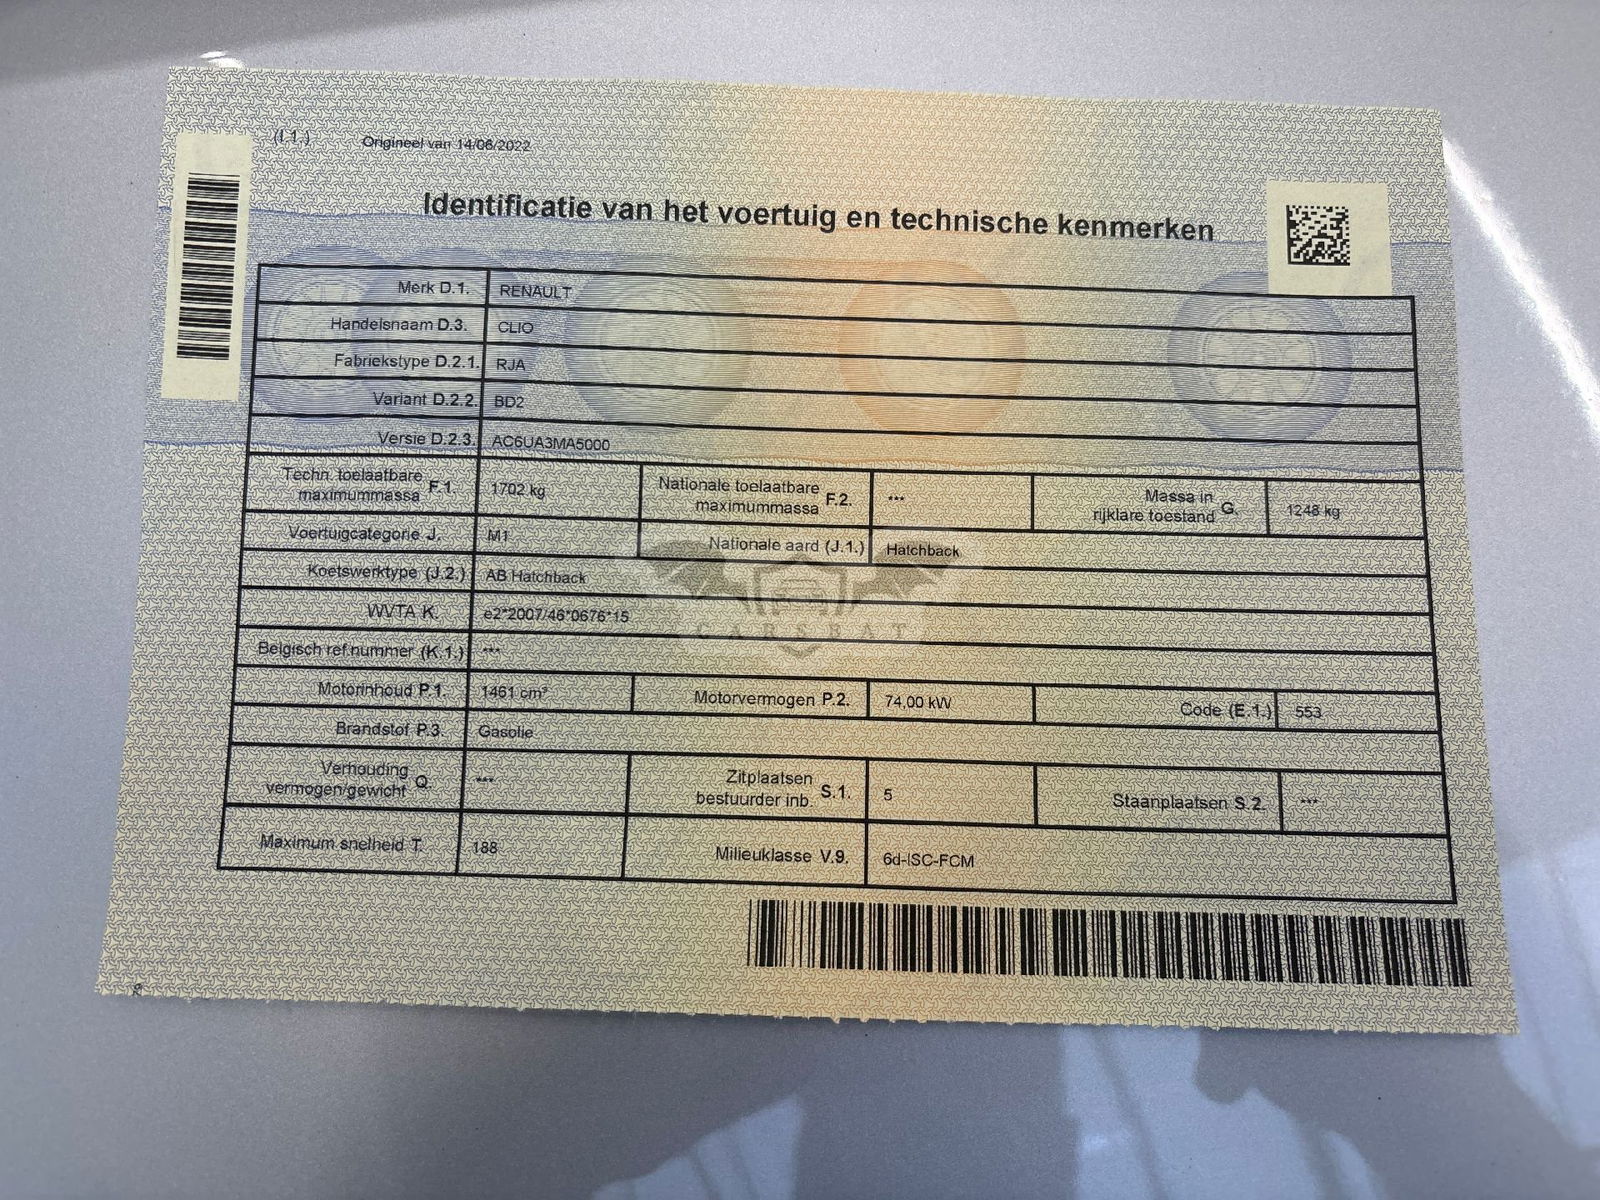 (I.1.) Origineel van 14/06/2022
Identificatie van het voertuig en technische kenmerken
Merk D.1. RENAULT
Handelsnaam D.3. CLIO
Fabriekstype D.2.1. RJA
Variant D.2.2. BD2
Versie D.2.3. AC6UA3MA5000
Techn. toelaatbare maximummassa F.1. 1702 kg Nationale toelaatbare maximummassa F.2. *** Massa in rijklare toestand G. 1248 kg
Voertuigcategorie J. M1 Nationale aard (J.1.) Hatchback
Koetswerktype (J.2.) AB Hatchback
WVTA K. e2*2007/46*0676*15
Belgisch ref nummer (K.1.) ***
Motorinhoud P.1. 1461 cm³ Motorvermogen P.2. 74,00 kW Code (E.1.) 553
Brandstof P.3. Gasolie
Verhouding vermogen/gewicht Q. *** Zitplaatsen bestuurder inb. S.1. 5 Staanplaatsen S.2. ***
Maximum snelheid T. 188 Milieuklasse V.9. 6d-ISC-FCM
CARSBAT